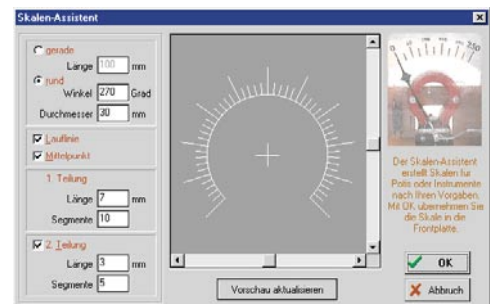 Skalen-Assistent
gerade
Länge 100 mm
rund
Winkel 270 Grad
Durchmesser 30 mm
Lauflinie
Mittelpunkt
1. Teilung
Länge 7 mm
Segmente 10
2. Teilung
Länge 3 mm
Segmente 5
Vorschau aktualisieren
250
Der Skalen-Assistent
erstellt Skalen für
Potis oder Instrumente
nach Ihren Vorgaben.
Mit OK übernehmen Sie
die Skale in die
Frontplatte.
OK
Abbruch